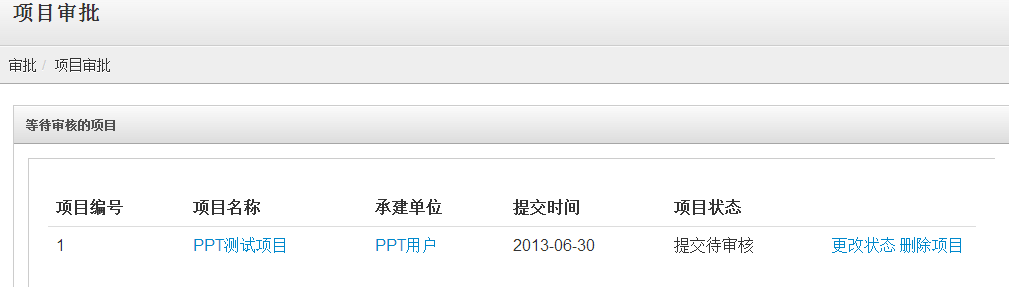 项目审批
审批 / 项目审批
等待审核的项目
项目编号 项目名称 承建单位 提交时间 项目状态
1 PPT测试项目 PPT用户 2013-06-30 提交待审核 更改状态 删除项目